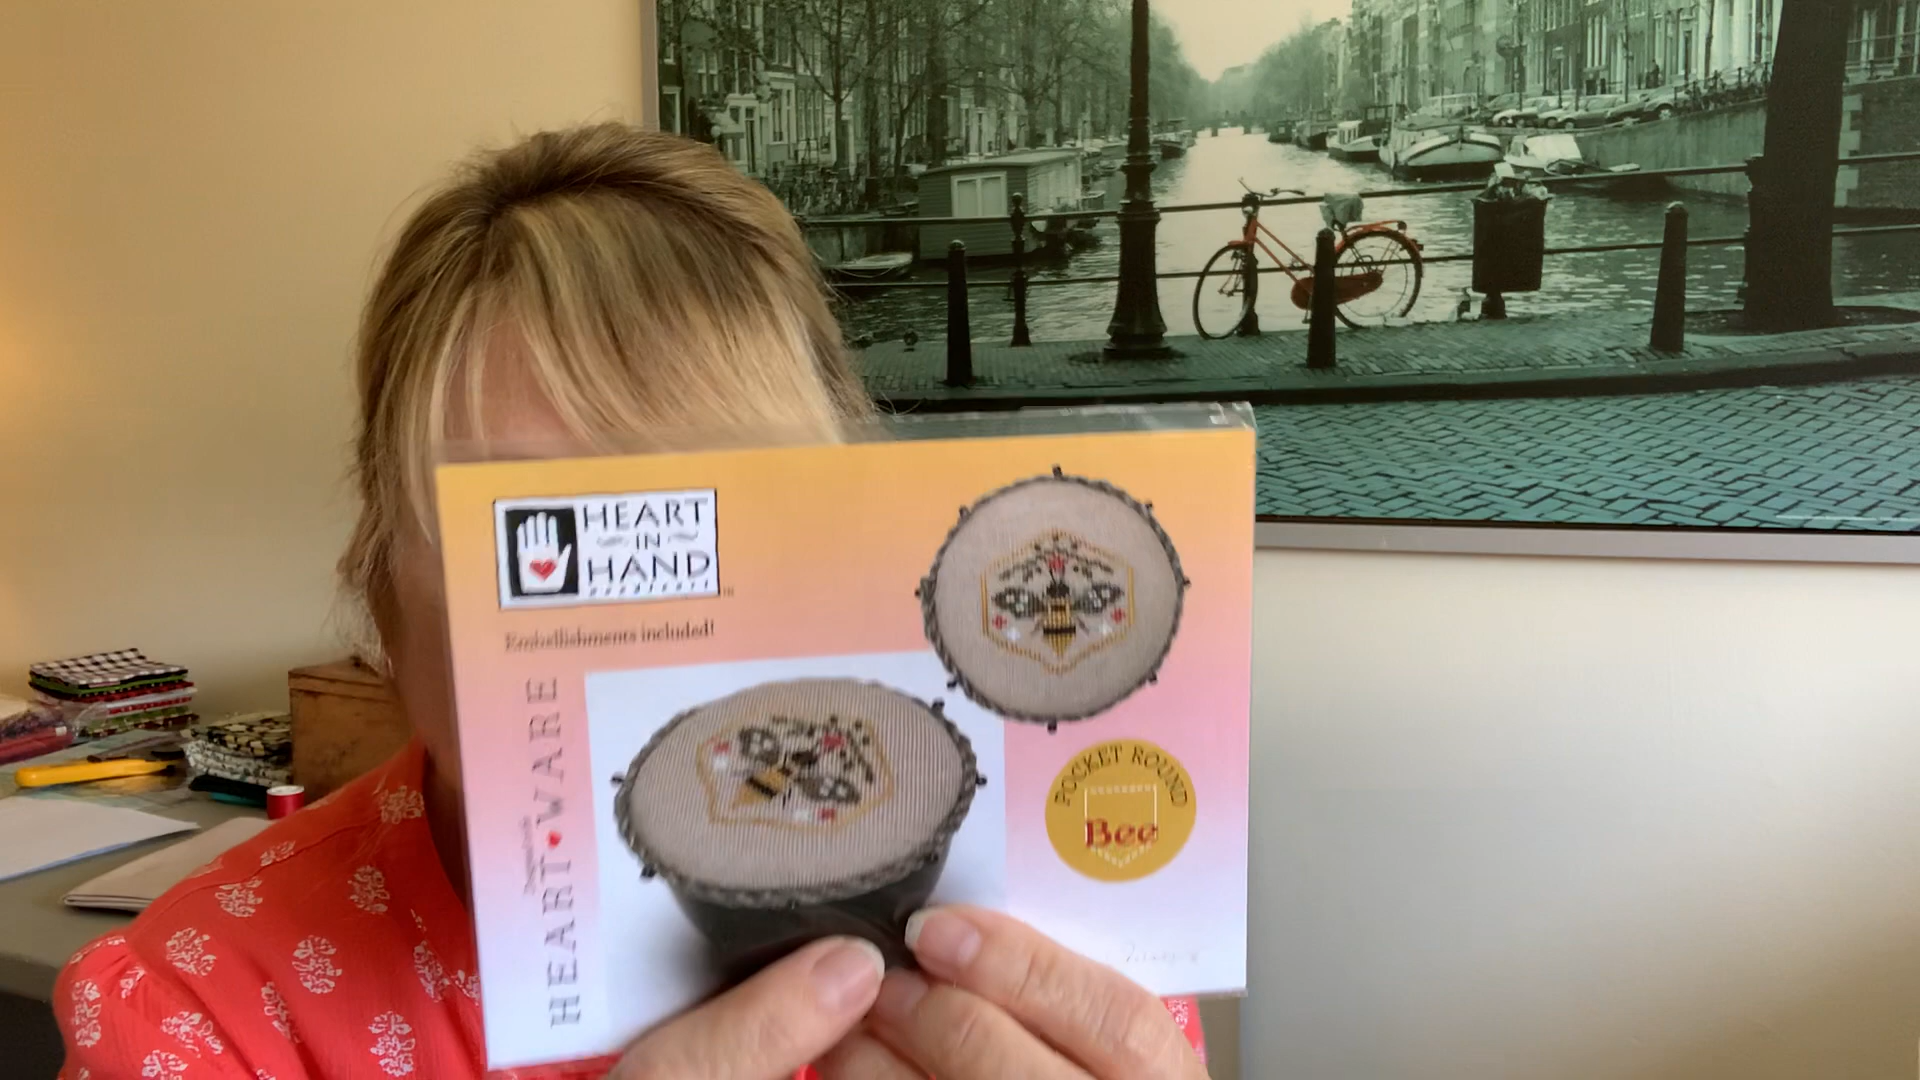 HEART
IN
HAND
Embellishments included!
HEART WARE
POCKET ROUND
Bee